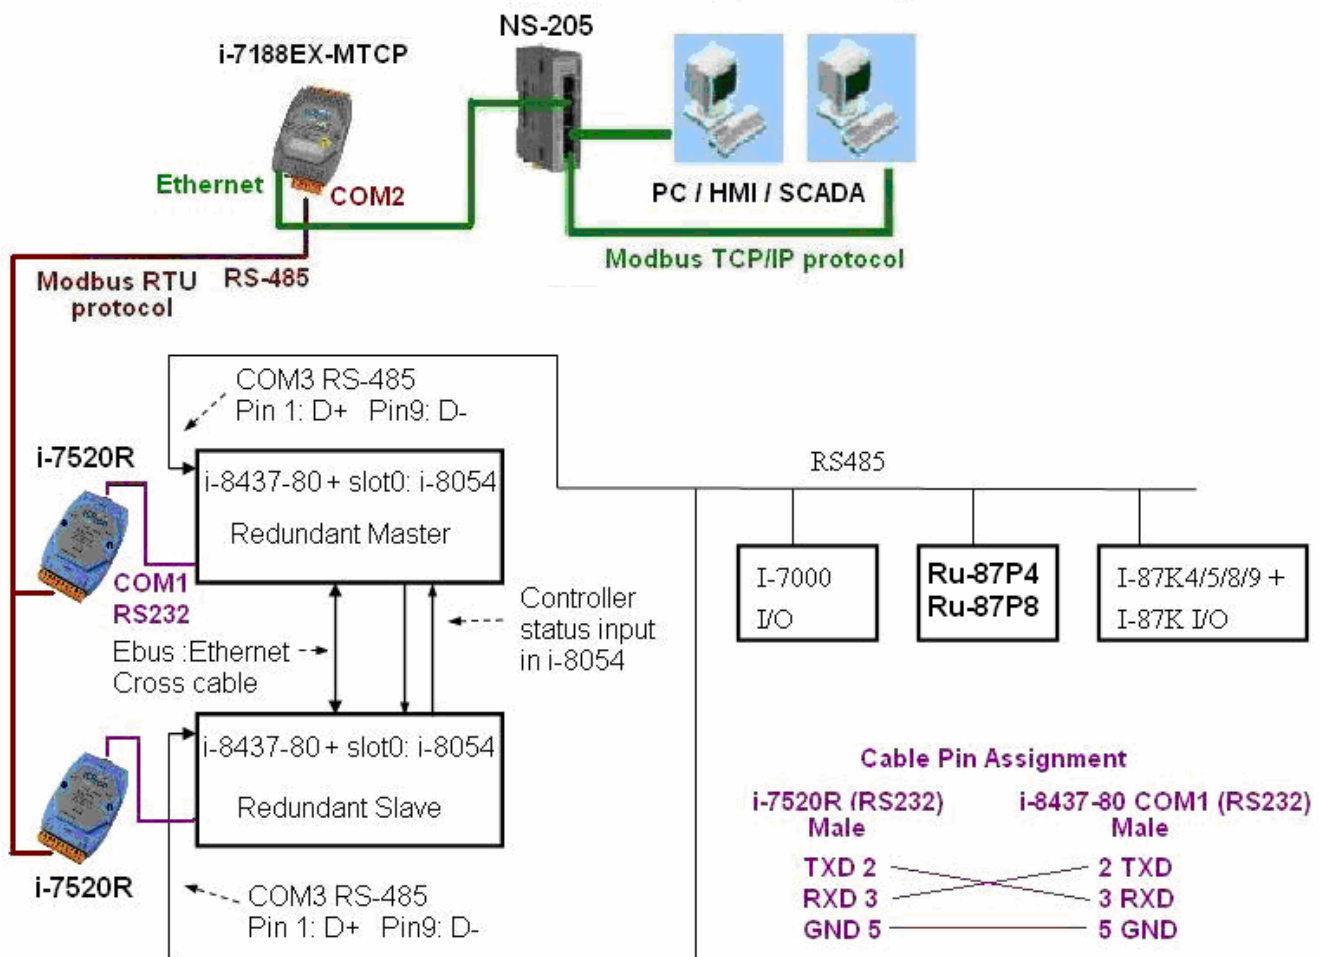 NS-205
i-7188EX-MTCP
Ethernet
COM2
PC / HMI / SCADA
Modbus TCP/IP protocol
Modbus RTU
protocol
RS-485
COM3 RS-485
Pin 1: D+ Pin9: D-
i-7520R
i-8437-80 + slot0: i-8054
Redundant Master
RS485
COM1
RS232
I-7000
I/O
Ru-87P4
Ru-87P8
I-87K4/5/8/9 +
I-87K I/O
Controller
status input
in i-8054
Ebus :Ethernet
Cross cable
i-8437-80 + slot0: i-8054
Redundant Slave
i-7520R
COM3 RS-485
Pin 1: D+ Pin9: D-
Cable Pin Assignment
i-7520R (RS232)
Male
i-8437-80 COM1 (RS232)
Male
TXD 2
2 TXD
RXD 3
3 RXD
GND 5
5 GND